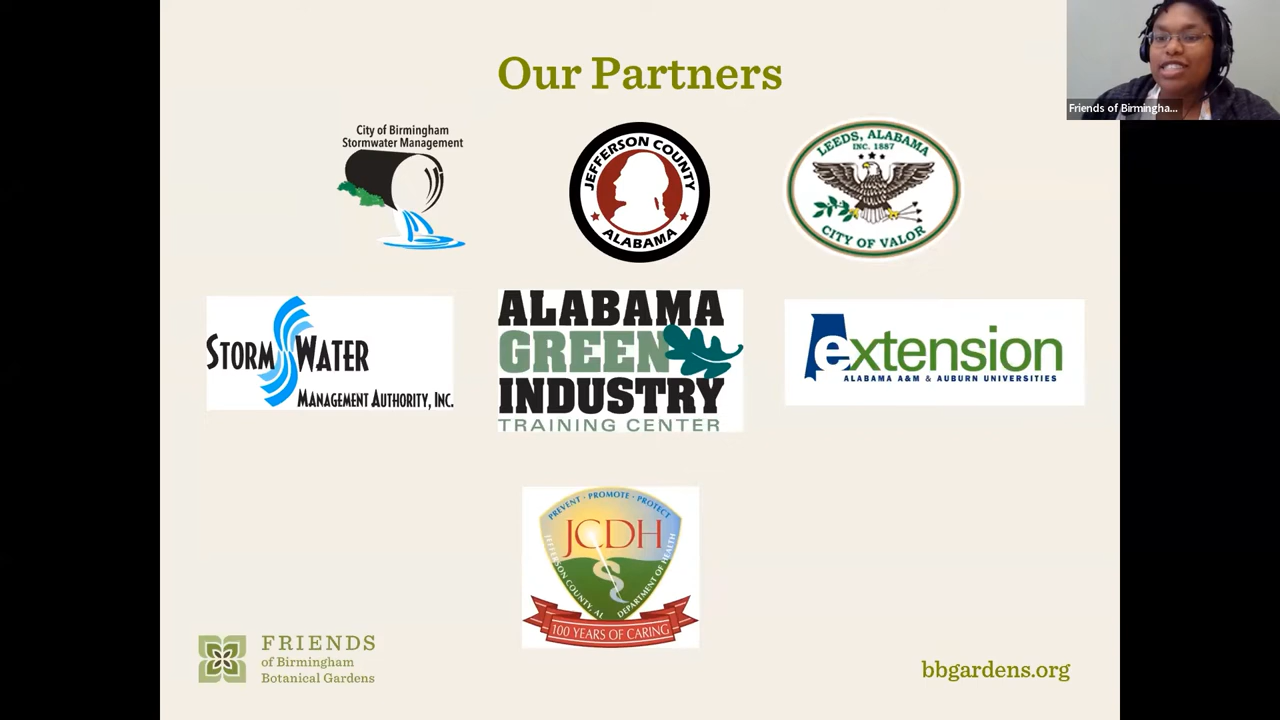 Our Partners
Friends of Birmingha...
City of Birmingham
Stormwater Management
JEFFERSON COUNTY
ALABAMA
LEEDS, ALABAMA
INC. 1887
CITY OF VALOR
STORM WATER
MANAGEMENT AUTHORITY, INC.
ALABAMA
GREEN
INDUSTRY
TRAINING CENTER
extension
ALABAMA A&M & AUBURN UNIVERSITIES
PREVENT · PROMOTE · PROTECT
JCDH
JEFFERSON COUNTY, AL
DEPARTMENT OF HEALTH
100 YEARS OF CARING
FRIENDS
of Birmingham
Botanical Gardens
bbgardens.org